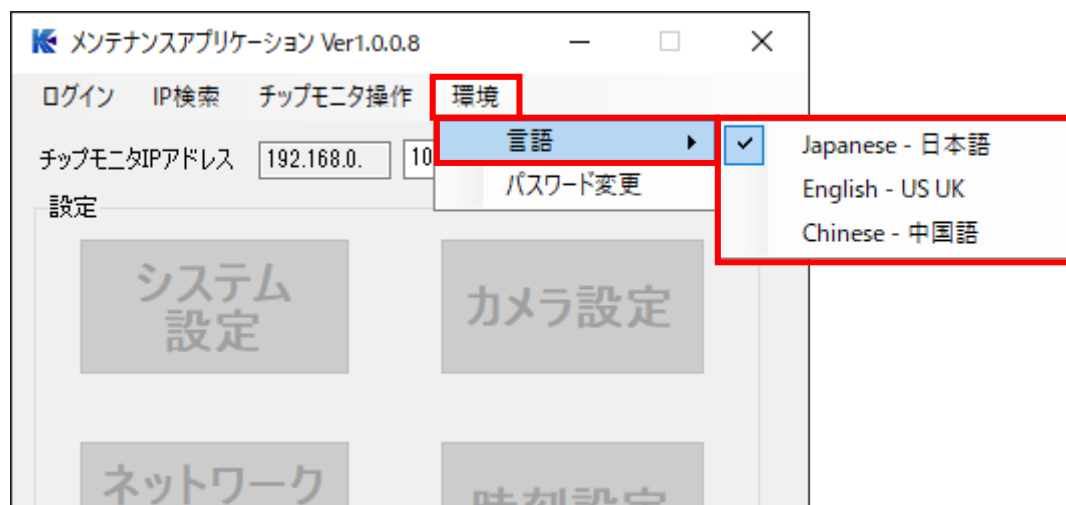 メンテナンスアプリケーション Ver1.0.0.8
ログイン IP検索 チップモニタ操作 環境
言語
Japanese - 日本語
チップモニタIPアドレス 192.168.0. 10
パスワード変更
English - US UK
設定
Chinese - 中国語
システム
設定
カメラ設定
ネットワーク
時刻設定